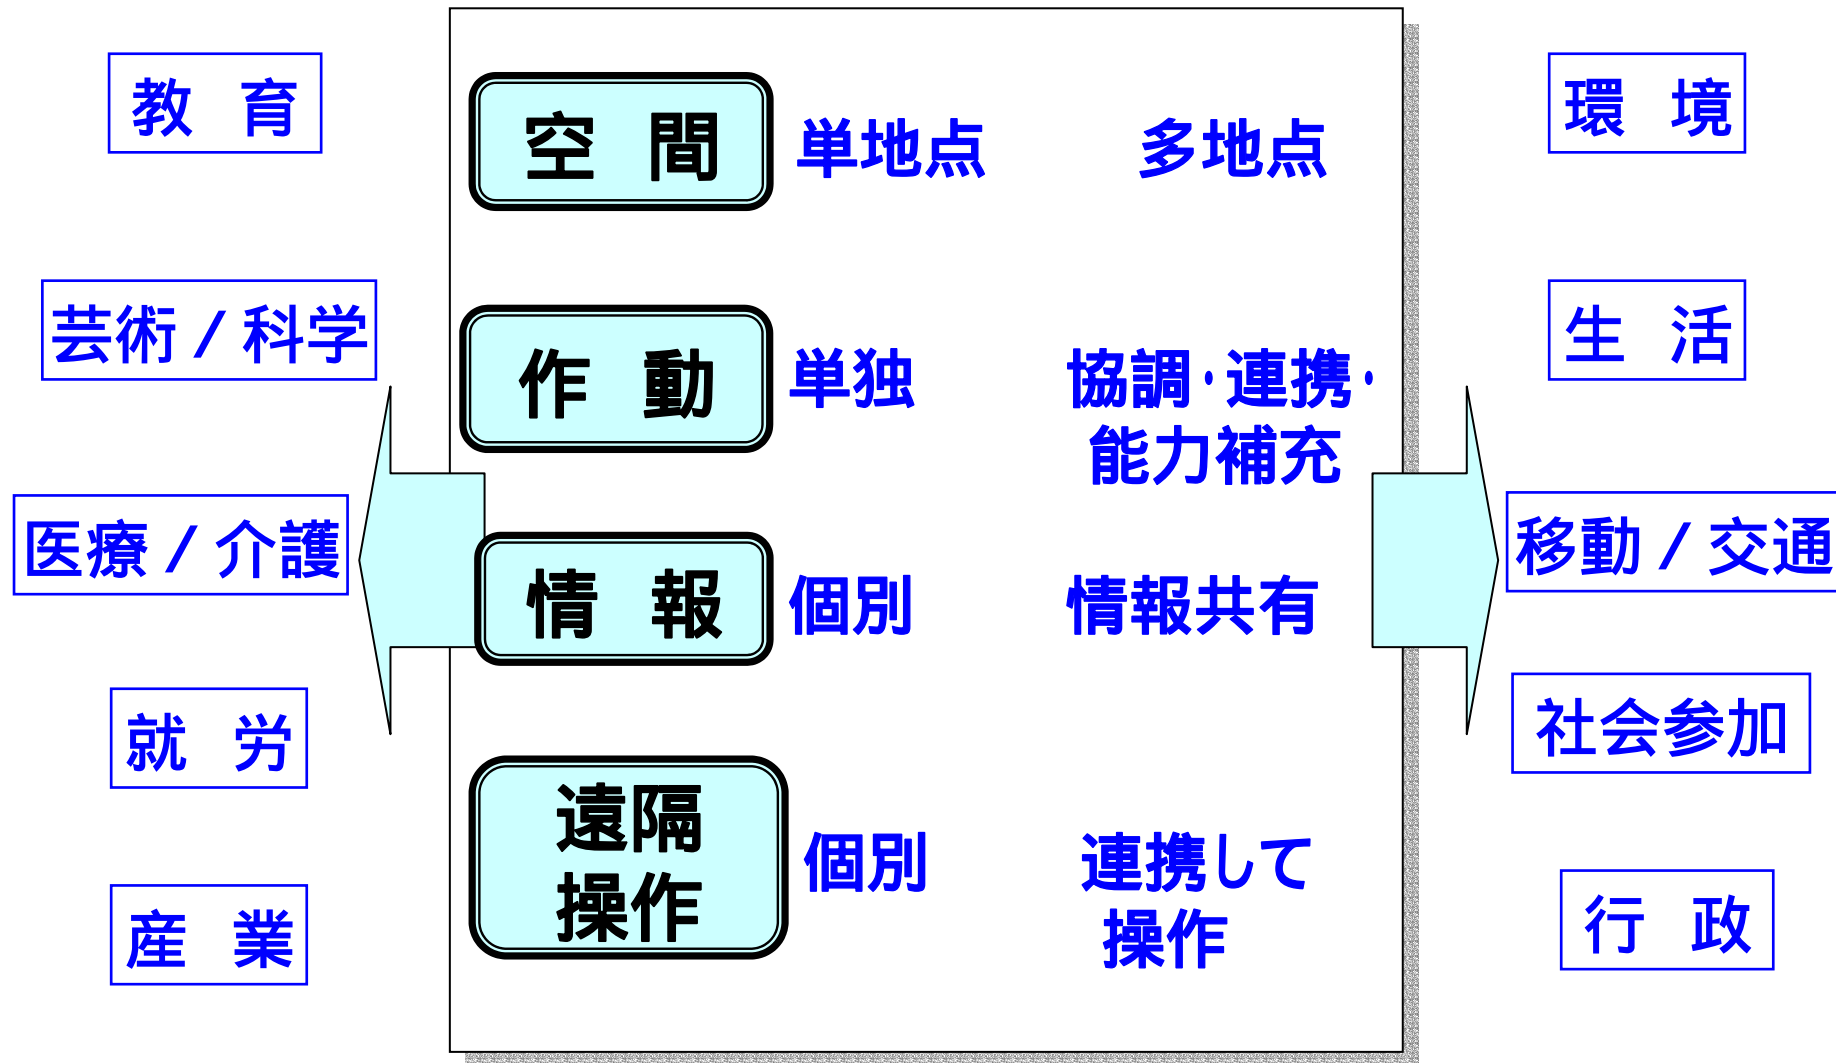 教 育
芸術/科学
医療/介護
就 労
産 業
空 間
単地点
多地点
作 動
単独
協調・連携・
能力補充
情 報
個別
情報共有
遠隔
操作
個別
連携して
操作
環 境
生 活
移動/交通
社会参加
行 政